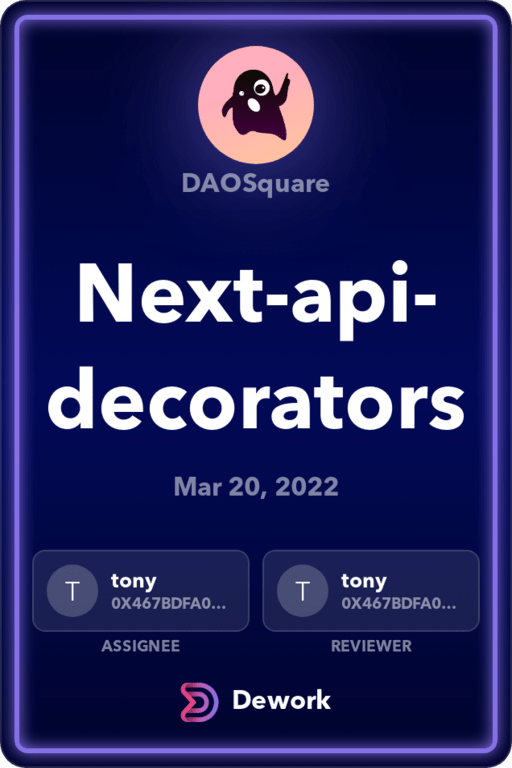 DAOSquare
Next-api-
decorators
Mar 20, 2022
T tony T tony
0X467BDFA0... 0X467BDFA0...
ASSIGNEE REVIEWER
Dework